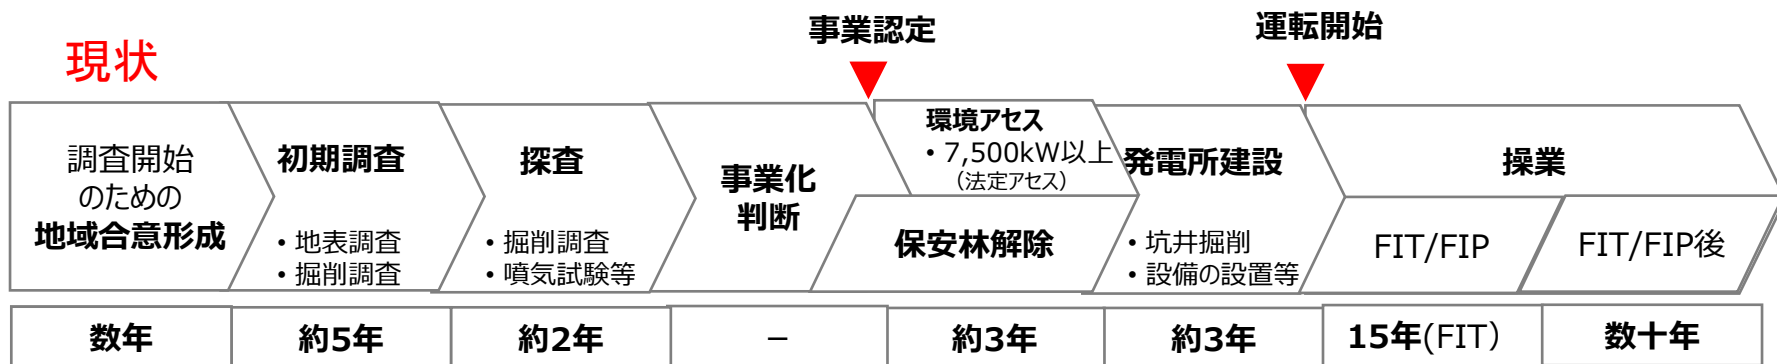 現状
事業認定
運転開始
調査開始
のための
地域合意形成
初期調査
・地表調査
・掘削調査
探査
・掘削調査
・噴気試験等
事業化
判断
環境アセス
・7,500kW以上
(法定アセス)
保安林解除
発電所建設
・坑井掘削
・設備の設置等
操業
FIT/FIP
FIT/FIP後
数年
約5年
約2年
－
約3年
約3年
15年(FIT)
数十年